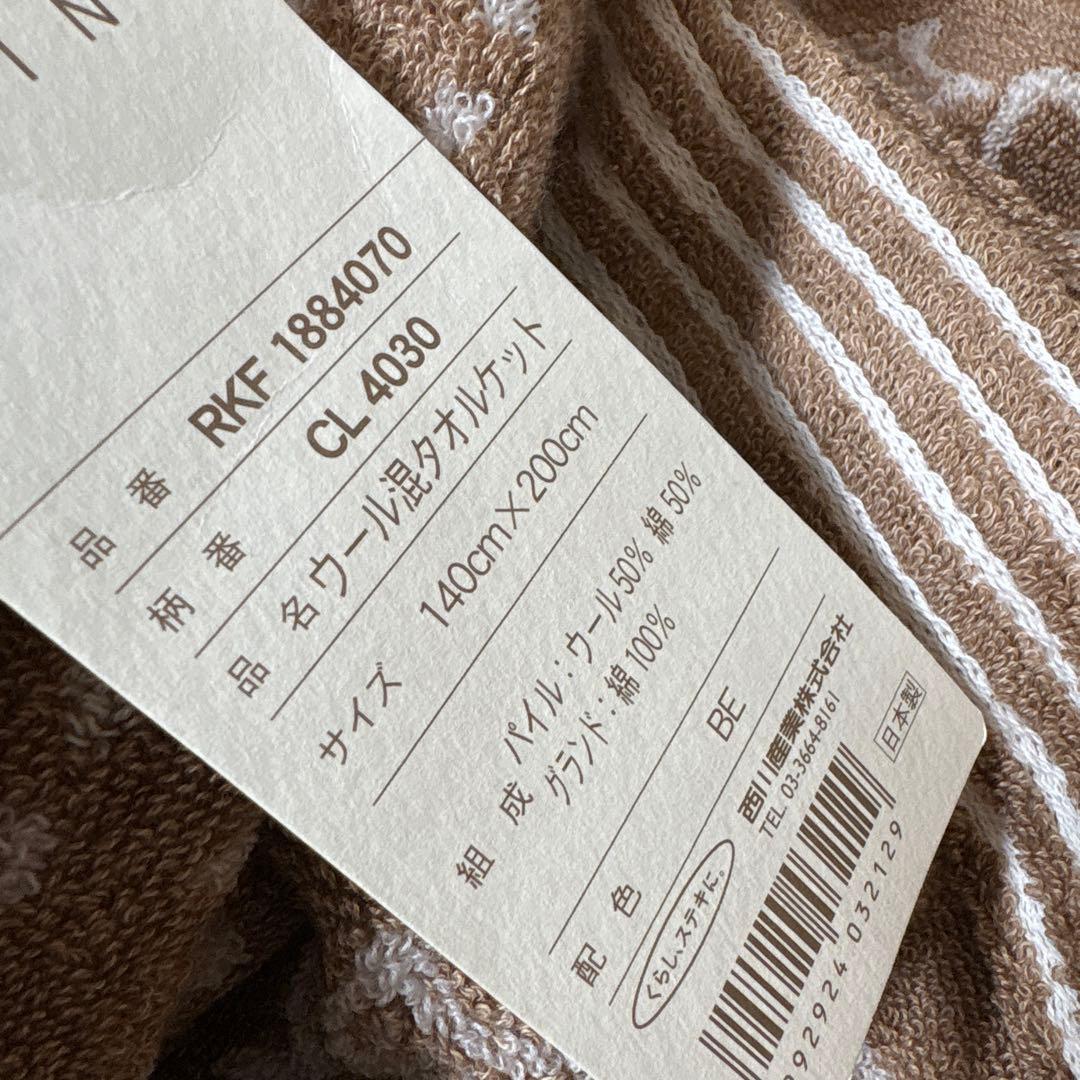 I N
品番 RKF 1884070
柄番 CL 4030
品名 ウール混タオルケット
サイズ 140cm×200cm
組成 パイル：ウール50% 綿50%
グランド：綿100%
配色 BE
くらし、ステキに。
西川産業株式会社
TEL. 03-3664-8161
日本製
92924 032129